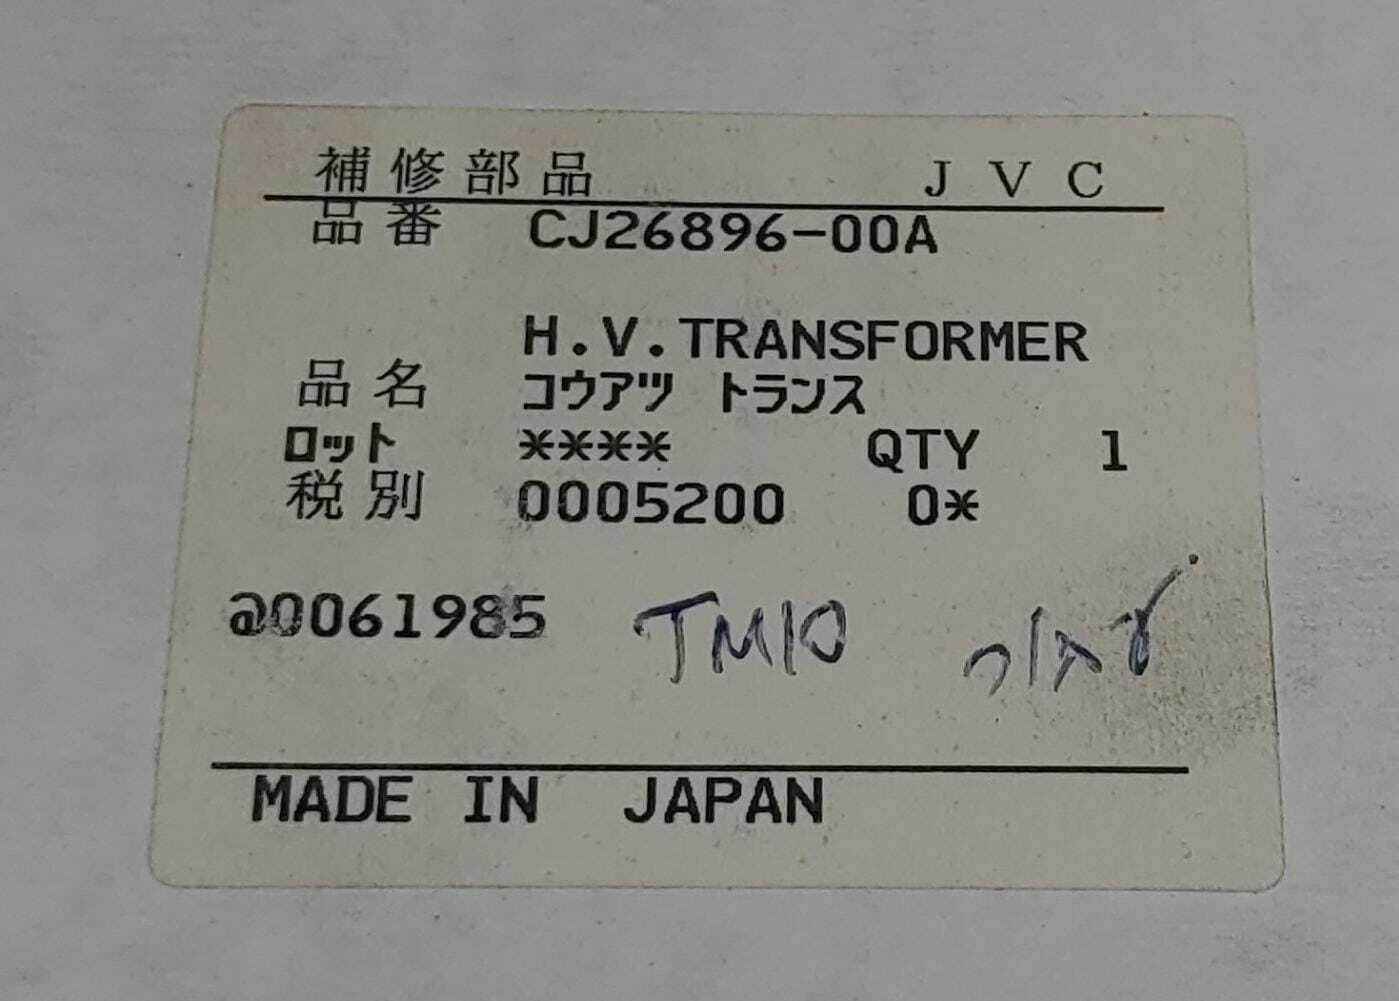 補修部品 JVC
品番 CJ26896-00A
H.V.TRANSFORMER
品名 コウアツ トランス
ロット **** QTY 1
税別 0005200 0*
@0061985 TM10
MADE IN JAPAN